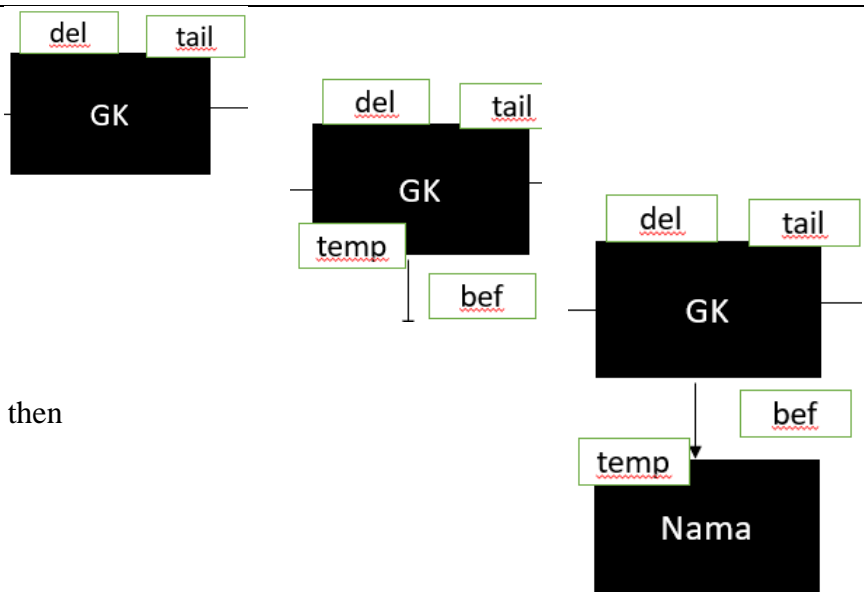 del
tail
GK
del
tail
GK
temp
bef
del
tail
GK
then
bef
temp
Nama